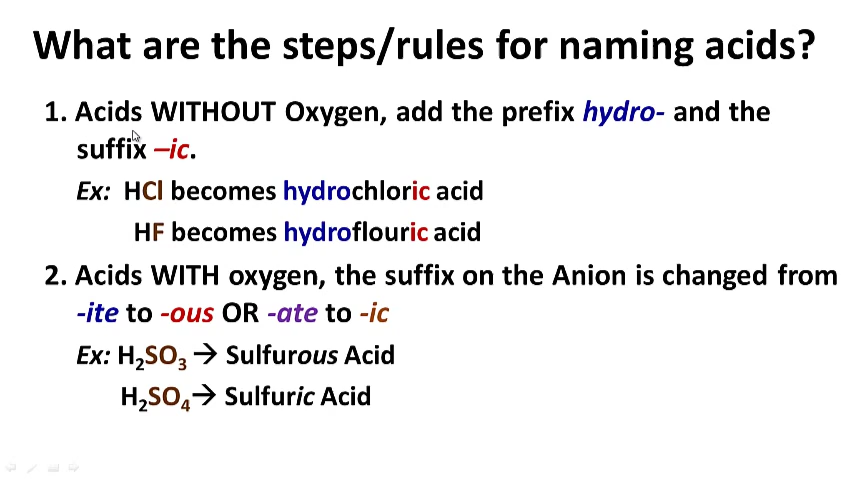 What are the steps/rules for naming acids?
1. Acids WITHOUT Oxygen, add the prefix hydro- and the
suffix –ic.
Ex: HCl becomes hydrochloric acid
HF becomes hydroflouric acid
2. Acids WITH oxygen, the suffix on the Anion is changed from
-ite to -ous OR -ate to -ic
Ex: H₂SO₃ → Sulfurous Acid
H₂SO₄→ Sulfuric Acid